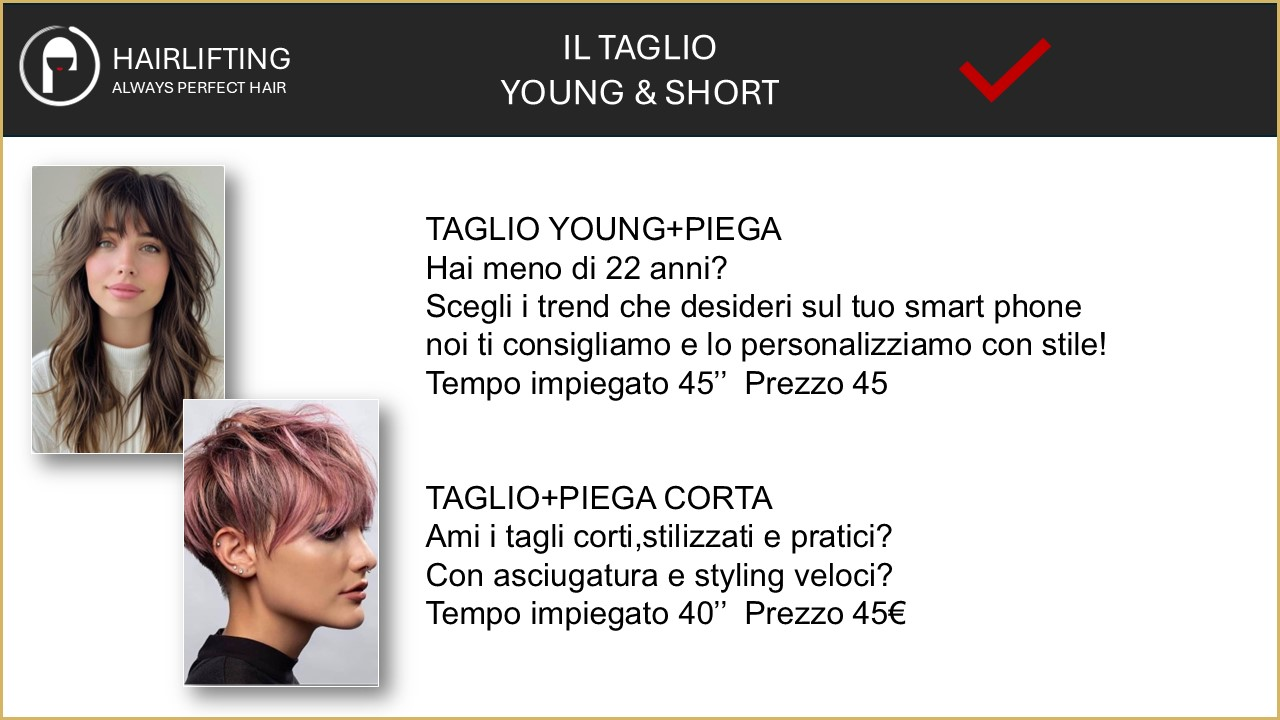 HAIRLIFTING
ALWAYS PERFECT HAIR
IL TAGLIO
YOUNG & SHORT
TAGLIO YOUNG+PIEGA
Hai meno di 22 anni?
Scegli i trend che desideri sul tuo smart phone
noi ti consigliamo e lo personalizziamo con stile!
Tempo impiegato 45’’  Prezzo 45
TAGLIO+PIEGA CORTA
Ami i tagli corti,stilizzati e pratici?
Con asciugatura e styling veloci?
Tempo impiegato 40’’  Prezzo 45€